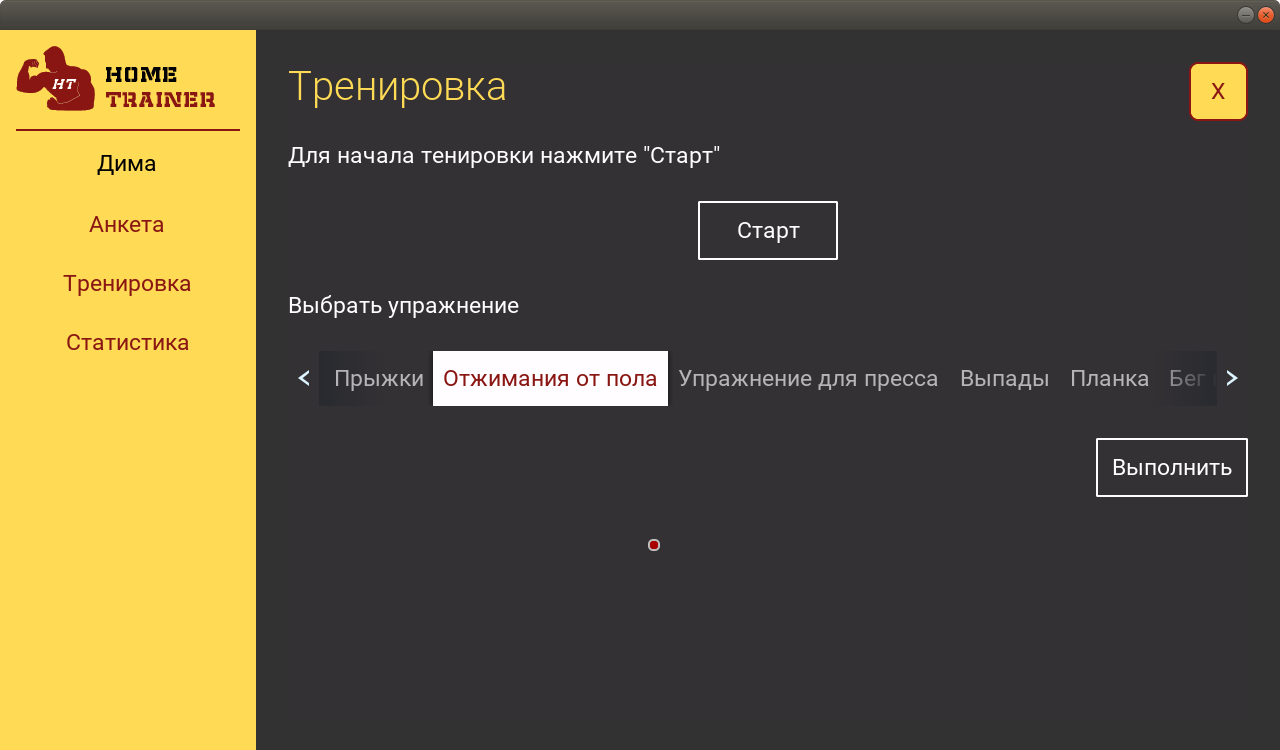 HT
HOME
TRAINER
Дима
Анкета
Тренировка
Статистика
Тренировка
X
Для начала тенировки нажмите "Старт"
Старт
Выбрать упражнение
< Прыжки Отжимания от пола Упражнение для пресса Выпады Планка Бег >
Выполнить